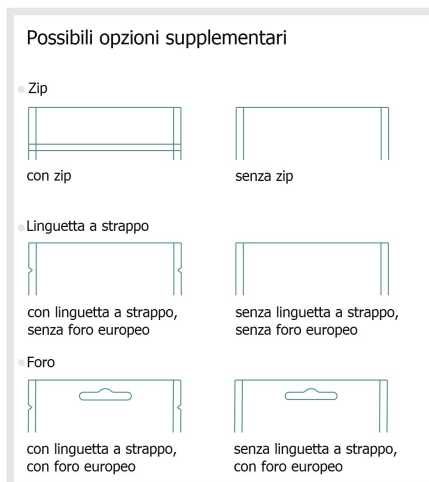 Possibili opzioni supplementari
Zip
con zip
senza zip
Linguetta a strappo
con linguetta a strappo,
senza foro europeo
senza linguetta a strappo,
senza foro europeo
Foro
con linguetta a strappo,
con foro europeo
senza linguetta a strappo,
con foro europeo